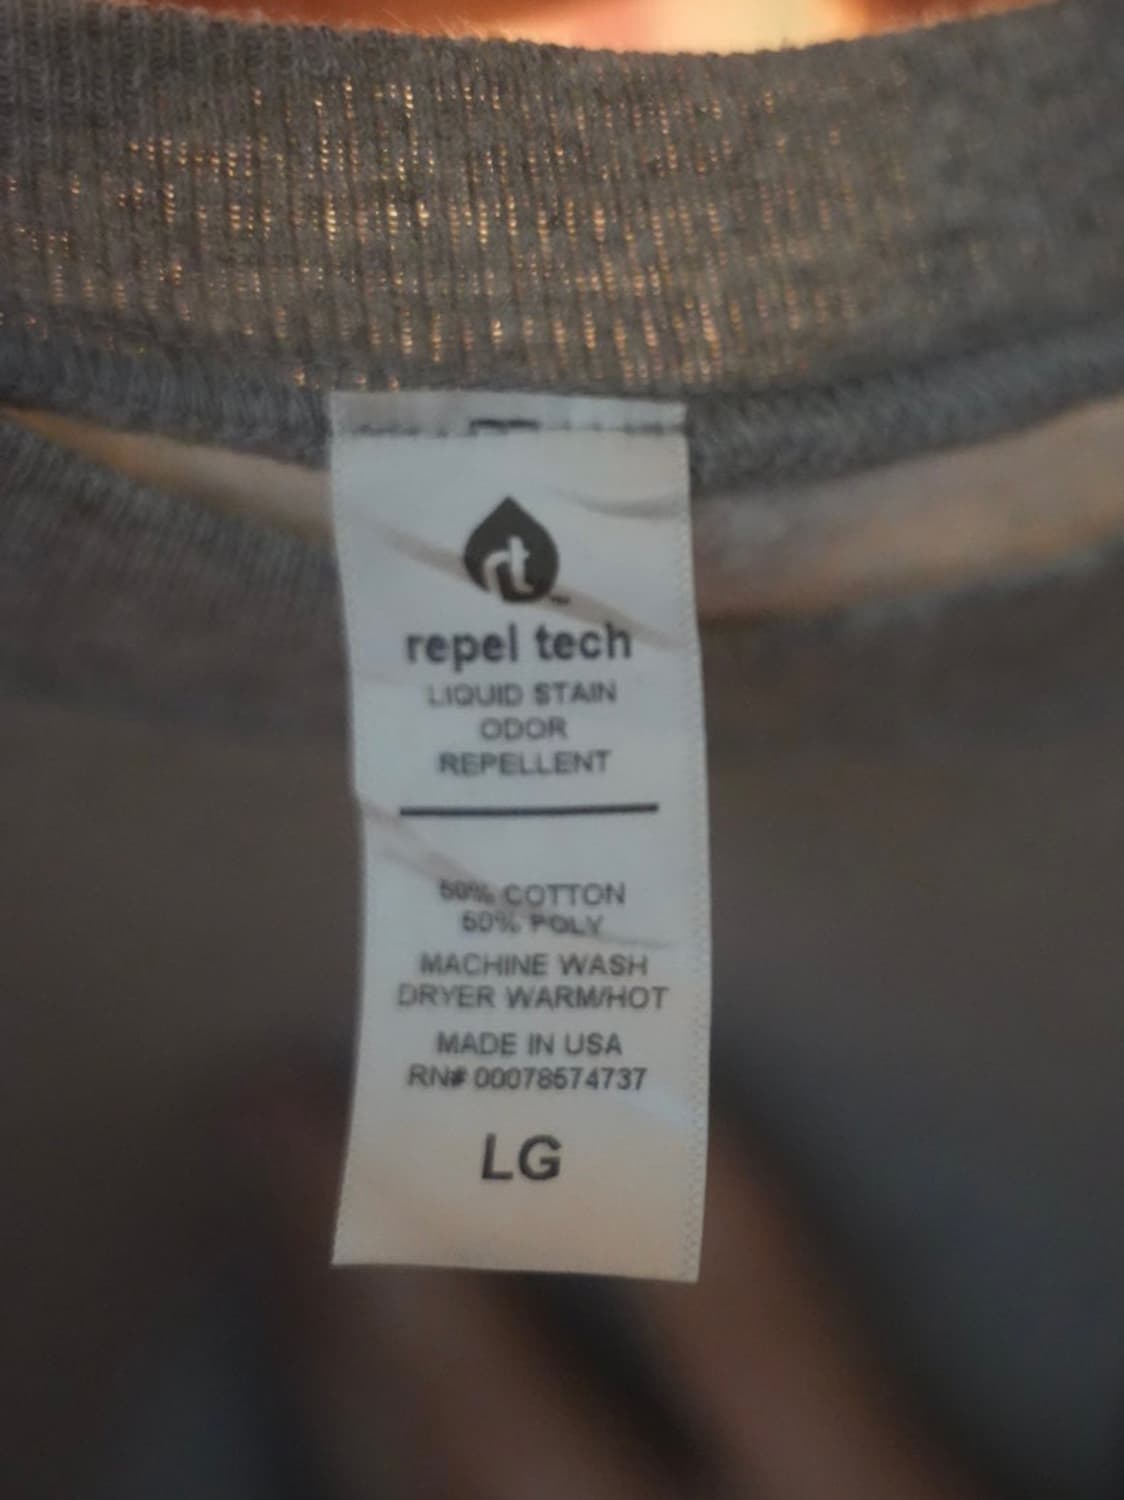 rt
repel tech
LIQUID STAIN
ODOR
REPELLENT
50% COTTON
50% POLY
MACHINE WASH
DRYER WARM/HOT
MADE IN USA
RN# 00078574737
LG